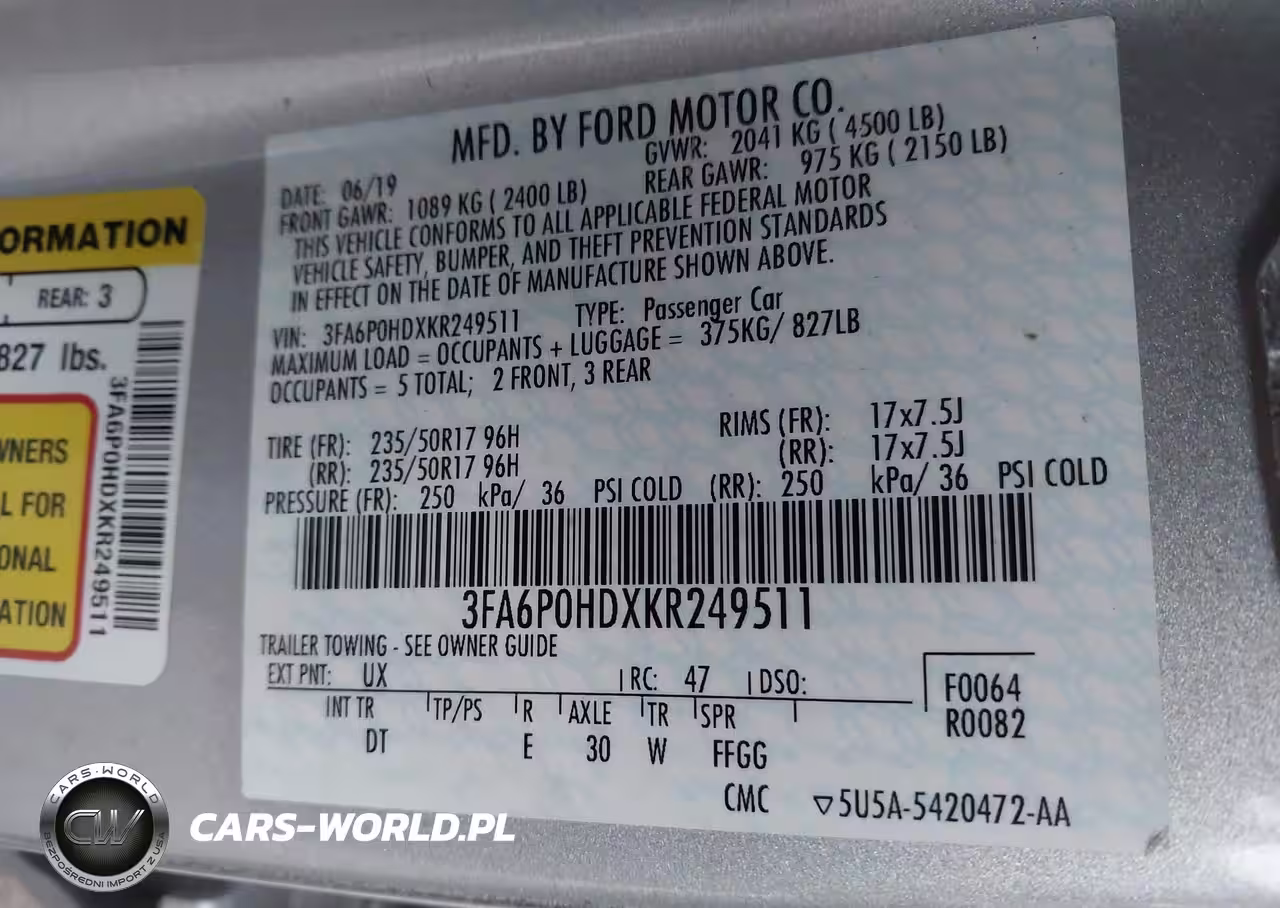 MFD. BY FORD MOTOR CO.
DATE: 06/19
GVWR: 2041 KG ( 4500 LB)
FRONT GAWR: 1089 KG ( 2400 LB)
REAR GAWR: 975 KG ( 2150 LB)
THIS VEHICLE CONFORMS TO ALL APPLICABLE FEDERAL MOTOR
VEHICLE SAFETY, BUMPER, AND THEFT PREVENTION STANDARDS
IN EFFECT ON THE DATE OF MANUFACTURE SHOWN ABOVE.
VIN: 3FA6P0HDXKR249511 TYPE: Passenger Car
MAXIMUM LOAD = OCCUPANTS + LUGGAGE = 375KG/ 827LB
OCCUPANTS = 5 TOTAL; 2 FRONT, 3 REAR
TIRE (FR): 235/50R17 96H RIMS (FR): 17x7.5J
(RR): 235/50R17 96H (RR): 17x7.5J
PRESSURE (FR): 250 kPa/ 36 PSI COLD (RR): 250 kPa/ 36 PSI COLD
3FA6P0HDXKR249511
TRAILER TOWING - SEE OWNER GUIDE
EXT PNT: UX RC: 47 DSO:
F0064
R0082
INT TR TP/PS R AXLE TR SPR
DT E 30 W FFGG
CMC ▽5U5A-5420472-AA
ORMATION
REAR: 3
827 lbs.
3FA6P0HDXKR249511
WNERS
L FOR
ONAL
ATION
CARS-WORLD
CW
BEZPOŚREDNI IMPORT Z USA
CARS-WORLD.PL